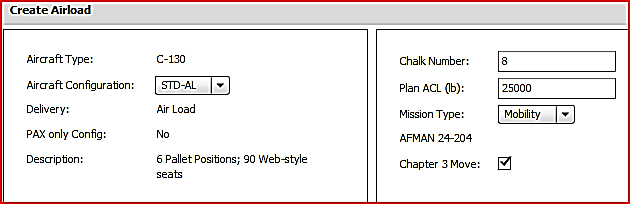 Create Airload
Aircraft Type: C-130
Aircraft Configuration: STD-AL
Delivery: Air Load
PAX only Config: No
Description: 6 Pallet Positions; 90 Web-style
seats
Chalk Number: 8
Plan ACL (lb): 25000
Mission Type: Mobility
AFMAN 24-204
Chapter 3 Move: